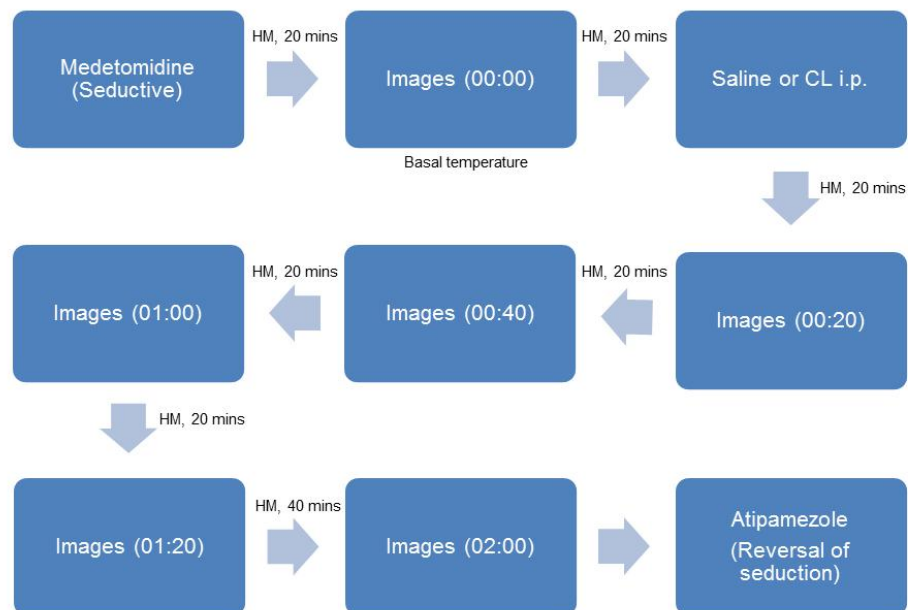 Medetomidine
(Seductive)
HM, 20 mins
Images (00:00)
Basal temperature
HM, 20 mins
Saline or CL i.p.
HM, 20 mins
Images (00:20)
HM, 20 mins
Images (00:40)
HM, 20 mins
Images (01:00)
HM, 20 mins
Images (01:20)
HM, 40 mins
Images (02:00)
Atipamezole
(Reversal of
seduction)